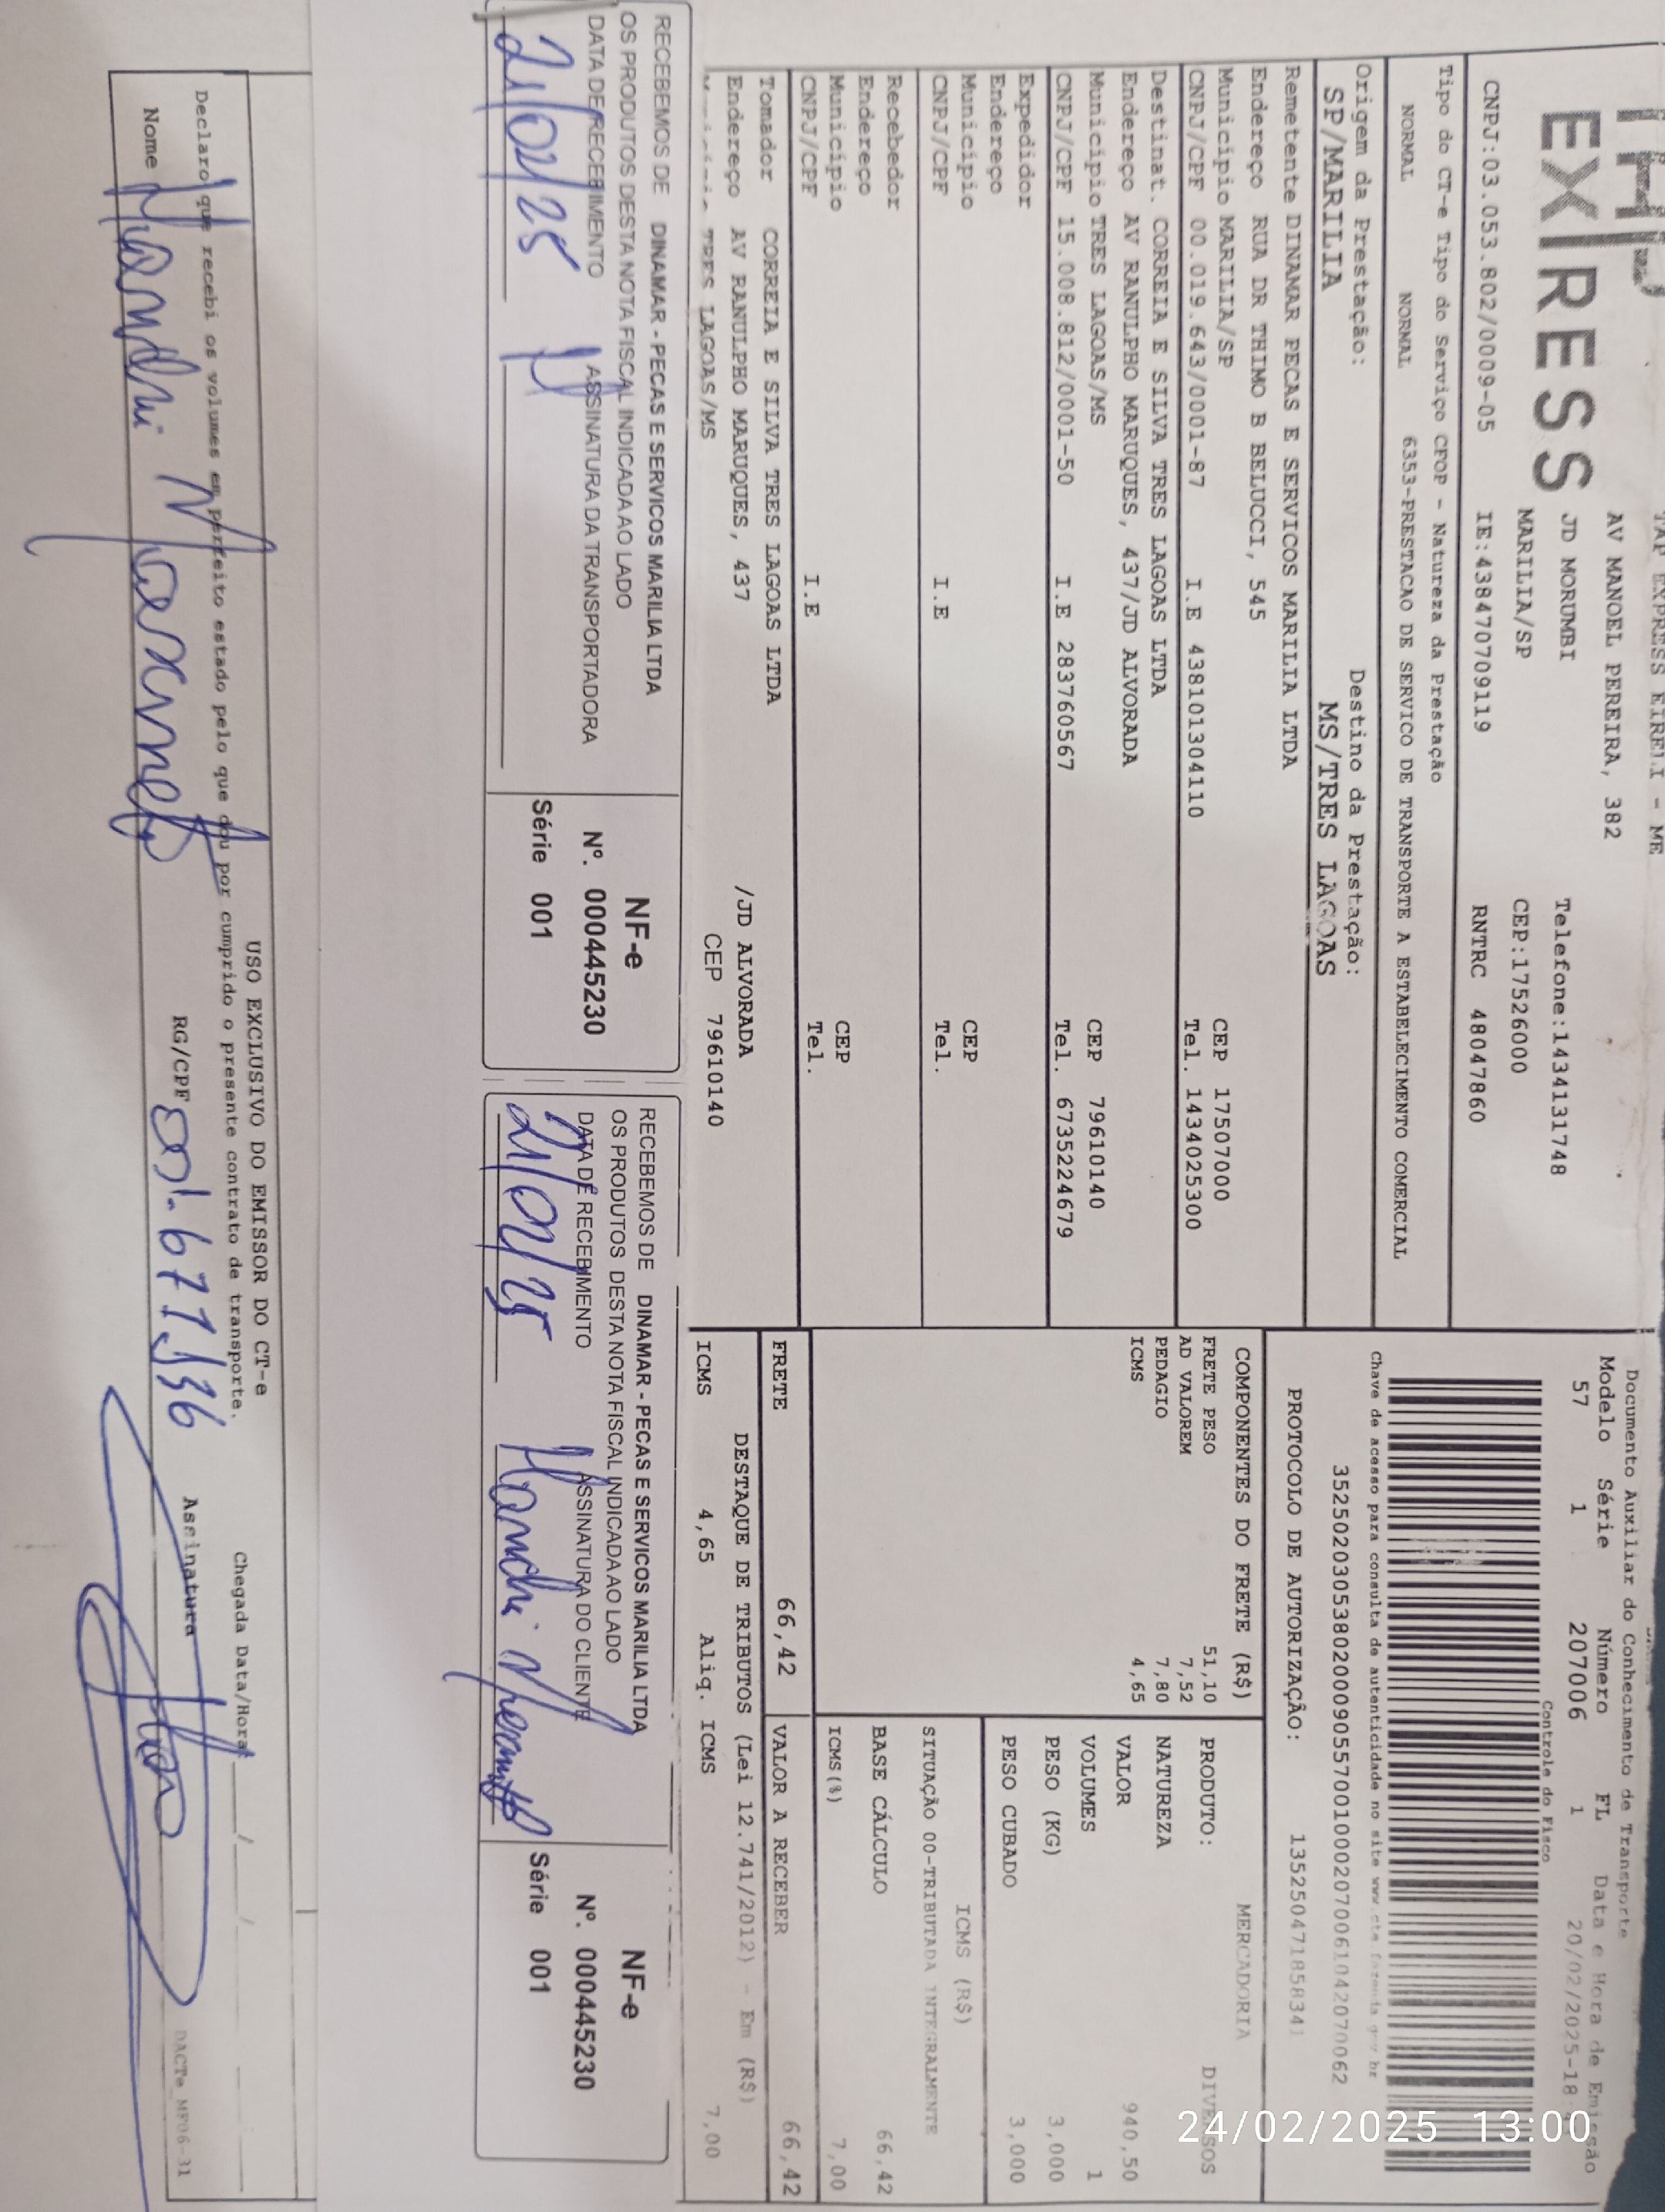 EXPRESS
TAP EXPRESS EIRELI - ME
AV MANOEL PEREIRA, 382
JD MORUMBI
MARILIA/SP
Telefone:1434131748
CEP:17526000
CNPJ:03.053.802/0009-05 IE:438470709119 RNTRC 48047860
Tipo do CT-e Tipo do Serviço CFOP - Natureza da Prestação
NORMAL NORMAL 6353-PRESTACAO DE SERVICO DE TRANSPORTE A ESTABELECIMENTO COMERCIAL
Origem da Prestação: Destino da Prestação:
SP/MARILIA MS/TRES LAGOAS
Remetente DINAMAR PECAS E SERVICOS MARILIA LTDA
Endereço RUA DR THIMO B BELUCCI, 545
Municipio MARILIA/SP CEP 17507000
CNPJ/CPF 00.019.643/0001-87 I.E 438101304110 Tel. 1434025300
Destinat. CORREIA E SILVA TRES LAGOAS LTDA
Endereço AV RANULPHO MARUQUES, 437/JD ALVORADA
Municipio TRES LAGOAS/MS CEP 79610140
CNPJ/CPF 15.008.812/0001-50 I.E 283760567 Tel. 6735224679
Expedidor
Endereço
Municipio CEP
CNPJ/CPF I.E Tel.
Recebedor
Endereço
Município CEP
CNPJ/CPF I.E Tel.
Tomador CORREIA E SILVA TRES LAGOAS LTDA
Endereço AV RANULPHO MARUQUES, 437 /JD ALVORADA
TRES LAGOAS/MS CEP 79610140
Documento Auxiliar do Conhecimento de Transporte
Modelo Série Número FL Data e Hora de Emissão
57 1 207006 1 20/02/2025-18
Controle do Fisco
Chave de acesso para consulta de autenticidade no site www.cte.fazenda.gov.br
35250203053802000905570010002070061042070062
PROTOCOLO DE AUTORIZAÇÃO: 135250471858341
COMPONENTES DO FRETE (R$)
FRETE PESO 51,10
AD VALOREM 7,52
PEDAGIO 7,80
ICMS 4,65
MERCADORIA
PRODUTO: DIVERSOS
NATUREZA
VALOR 940,50
VOLUMES 1
PESO (KG) 3,000
PESO CUBADO 3,000
ICMS (R$)
SITUAÇÃO 00-TRIBUTADA INTEGRALMENTE
BASE CÁLCULO 66,42
ICMS(%) 7,00
FRETE 66,42 VALOR A RECEBER 66,42
DESTAQUE DE TRIBUTOS (Lei 12.741/2012) - Em (R$)
ICMS 4,65 Aliq. ICMS 7,00
RECEBEMOS DE DINAMAR - PECAS E SERVICOS MARILIA LTDA
OS PRODUTOS DESTA NOTA FISCAL INDICADA AO LADO
DATA DE RECEBIMENTO ASSINATURA DA TRANSPORTADORA
21/02/25
NF-e
Nº. 000445230
Série 001
RECEBEMOS DE DINAMAR - PECAS E SERVICOS MARILIA LTDA
OS PRODUTOS DESTA NOTA FISCAL INDICADA AO LADO
DATA DE RECEBIMENTO ASSINATURA DO CLIENTE
21/02/25
NF-e
Nº. 000445230
Série 001
USO EXCLUSIVO DO EMISSOR DO CT-e
Declaro que recebi os volumes em perfeito estado pelo que dou por cumprido o presente contrato de transporte.
Chegada Data/Hora: / /
Nome RG/CPF Assinatura
DACTe_MF06-31
24/02/2025 13:00